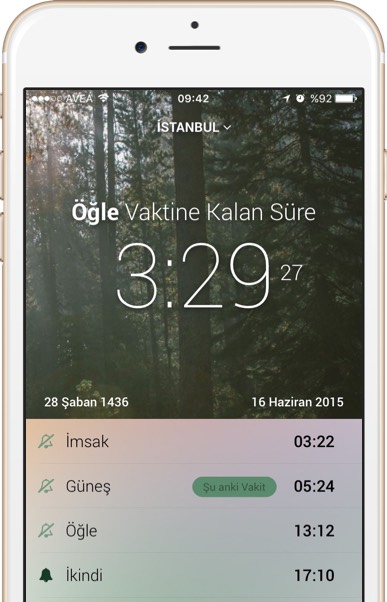 AVEA 09:42 %92
İSTANBUL
Öğle Vaktine Kalan Süre
3:29 27
28 Şaban 1436 16 Haziran 2015
İmsak 03:22
Güneş Şu anki Vakit 05:24
Öğle 13:12
İkindi 17:10